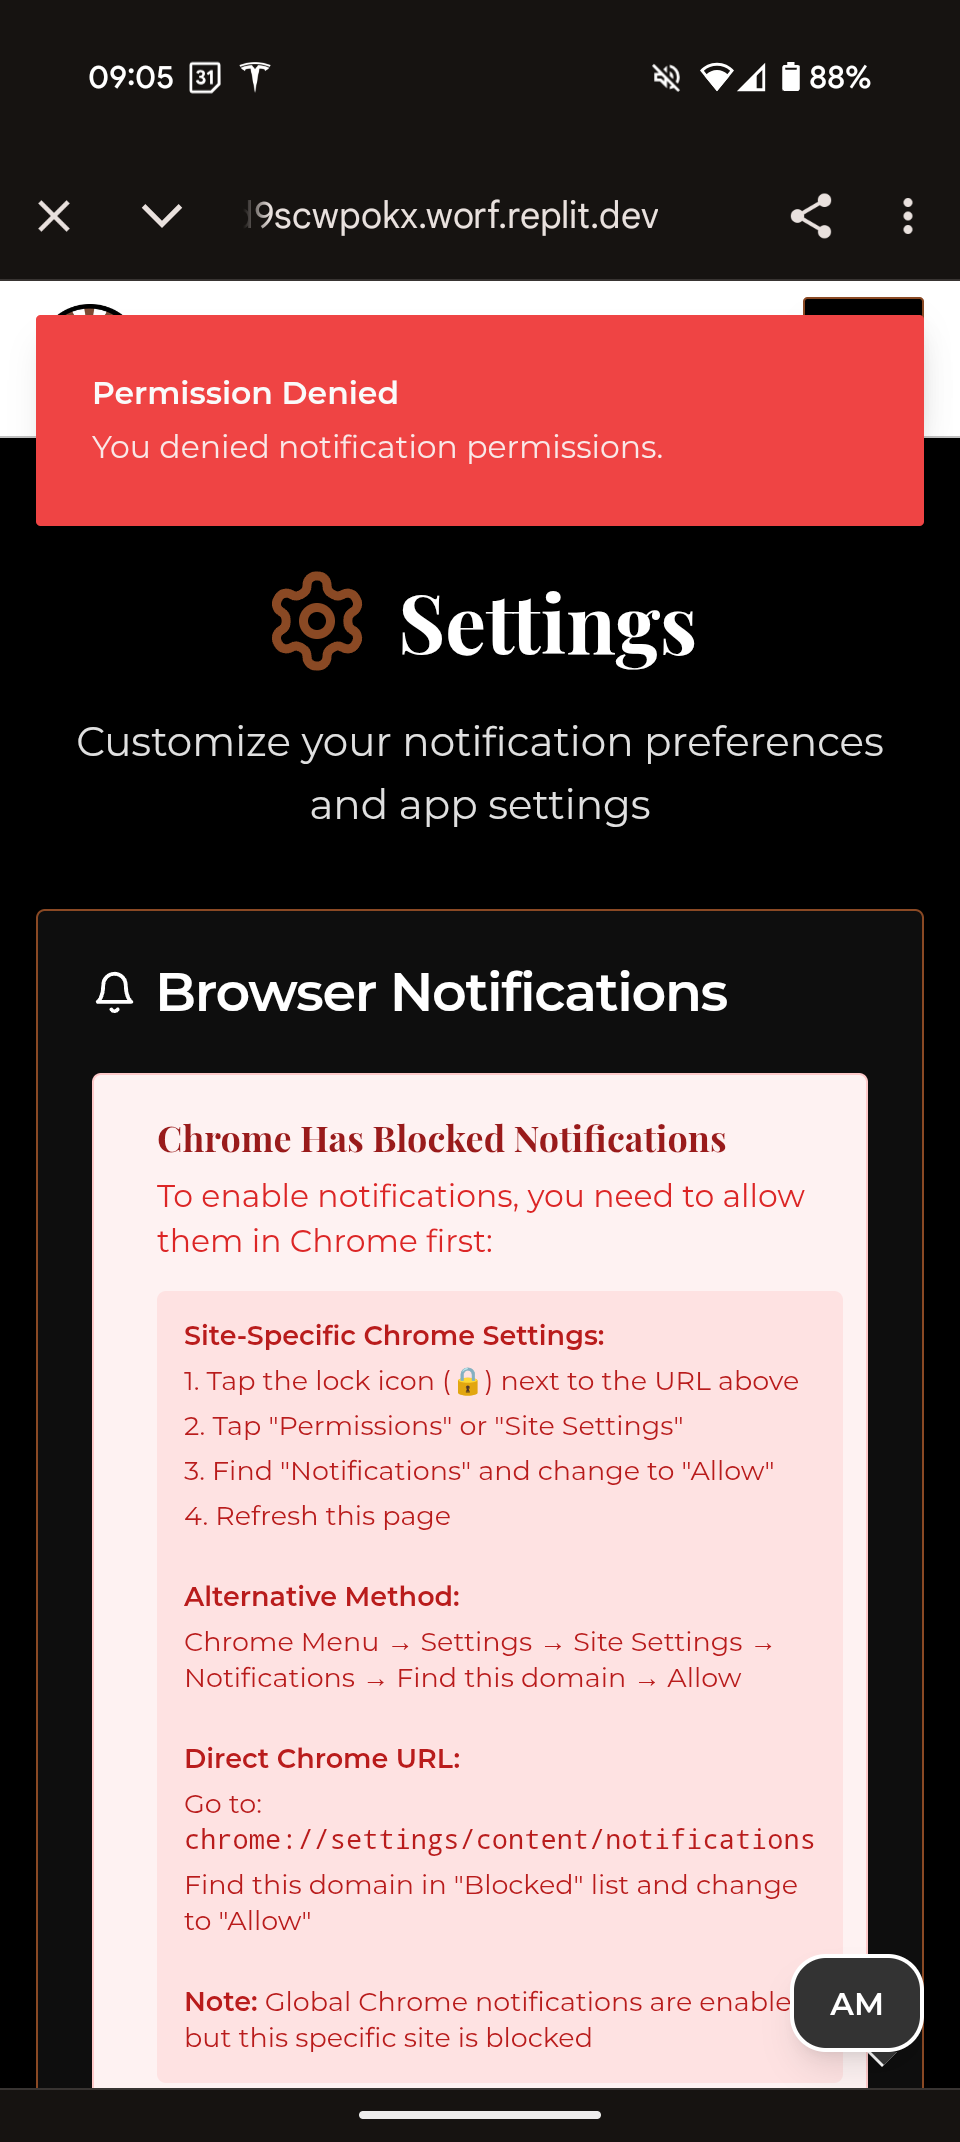 09:05 31 88%
d9scwpokx.worf.replit.dev
Permission Denied
You denied notification permissions.
Settings
Customize your notification preferences
and app settings
Browser Notifications
Chrome Has Blocked Notifications
To enable notifications, you need to allow
them in Chrome first:
Site-Specific Chrome Settings:
1. Tap the lock icon (🔒) next to the URL above
2. Tap "Permissions" or "Site Settings"
3. Find "Notifications" and change to "Allow"
4. Refresh this page
Alternative Method:
Chrome Menu → Settings → Site Settings →
Notifications → Find this domain → Allow
Direct Chrome URL:
Go to:
chrome://settings/content/notifications
Find this domain in "Blocked" list and change
to "Allow"
Note: Global Chrome notifications are enable
but this specific site is blocked
AM